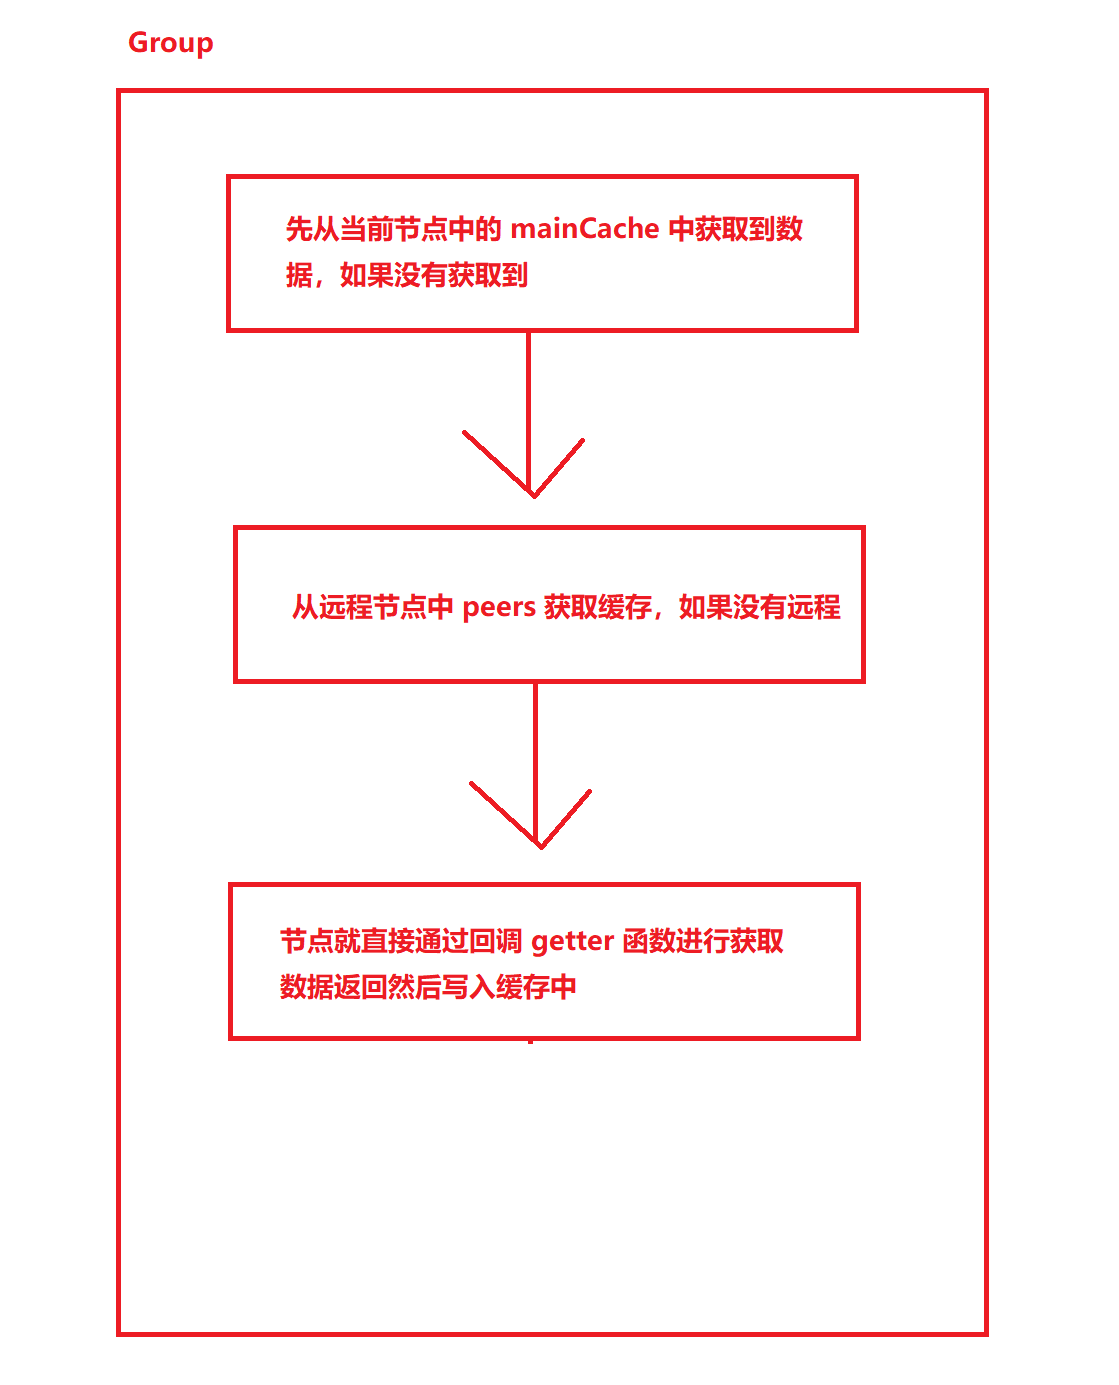 Group
先从当前节点中的 mainCache 中获取到数
据，如果没有获取到
从远程节点中 peers 获取缓存，如果没有远程
节点就直接通过回调 getter 函数进行获取
数据返回然后写入缓存中